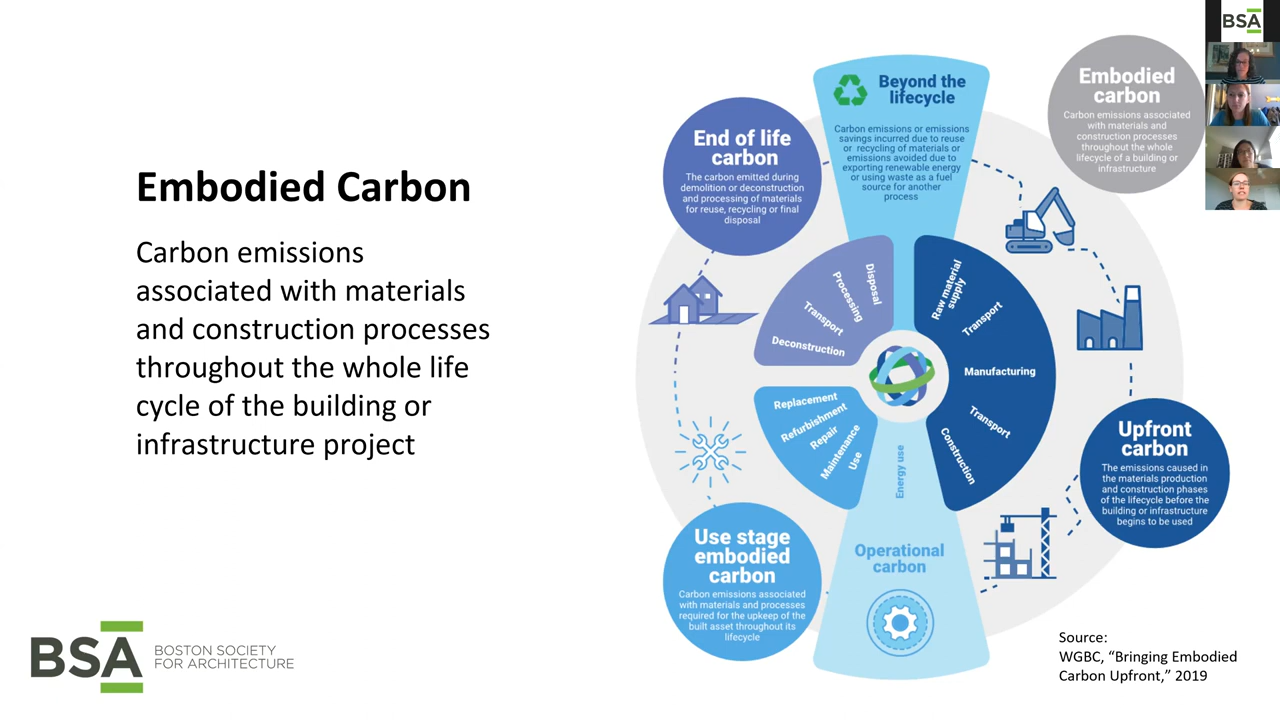 Embodied Carbon
Carbon emissions
associated with materials
and construction processes
throughout the whole life
cycle of the building or
infrastructure project
BSA
BOSTON SOCIETY
FOR ARCHITECTURE
BSA
Beyond the
lifecycle
Carbon emissions or emissions
savings incurred due to reuse
or recycling of materials or
emissions avoided due to
exporting renewable energy
or using waste as a fuel
source for another
process
Embodied
carbon
Carbon emissions associated
with materials and
construction processes
throughout the whole
lifecycle of a building or
infrastructure
End of life
carbon
The carbon emitted during
demolition or deconstruction
and processing of materials
for reuse, recycling or final
disposal
Disposal
Processing
Transport
Deconstruction
Raw material
supply
Transport
Manufacturing
Transport
Construction
Replacement
Refurbishment
Repair
Maintenance
Use
Energy use
Upfront
carbon
The emissions caused in
the materials production
and construction phases
of the lifecycle before the
building or infrastructure
begins to be used
Use stage
embodied
carbon
Carbon emissions associated
with materials and processes
required for the upkeep of the
built asset throughout its
lifecycle
Operational
carbon
Source:
WGBC, “Bringing Embodied
Carbon Upfront,” 2019